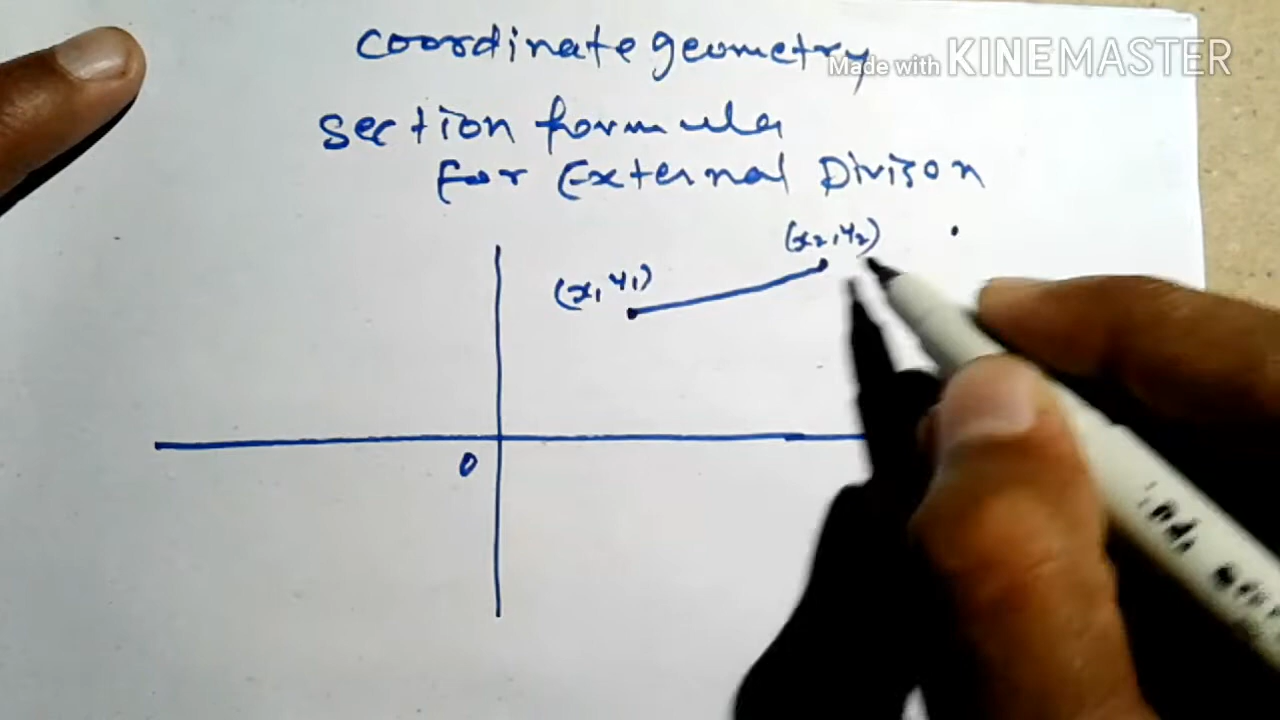 coordinate geometry
Made with KINEMASTER
section formula
For External Divison
(x2, y2)
(x1 y1)
0